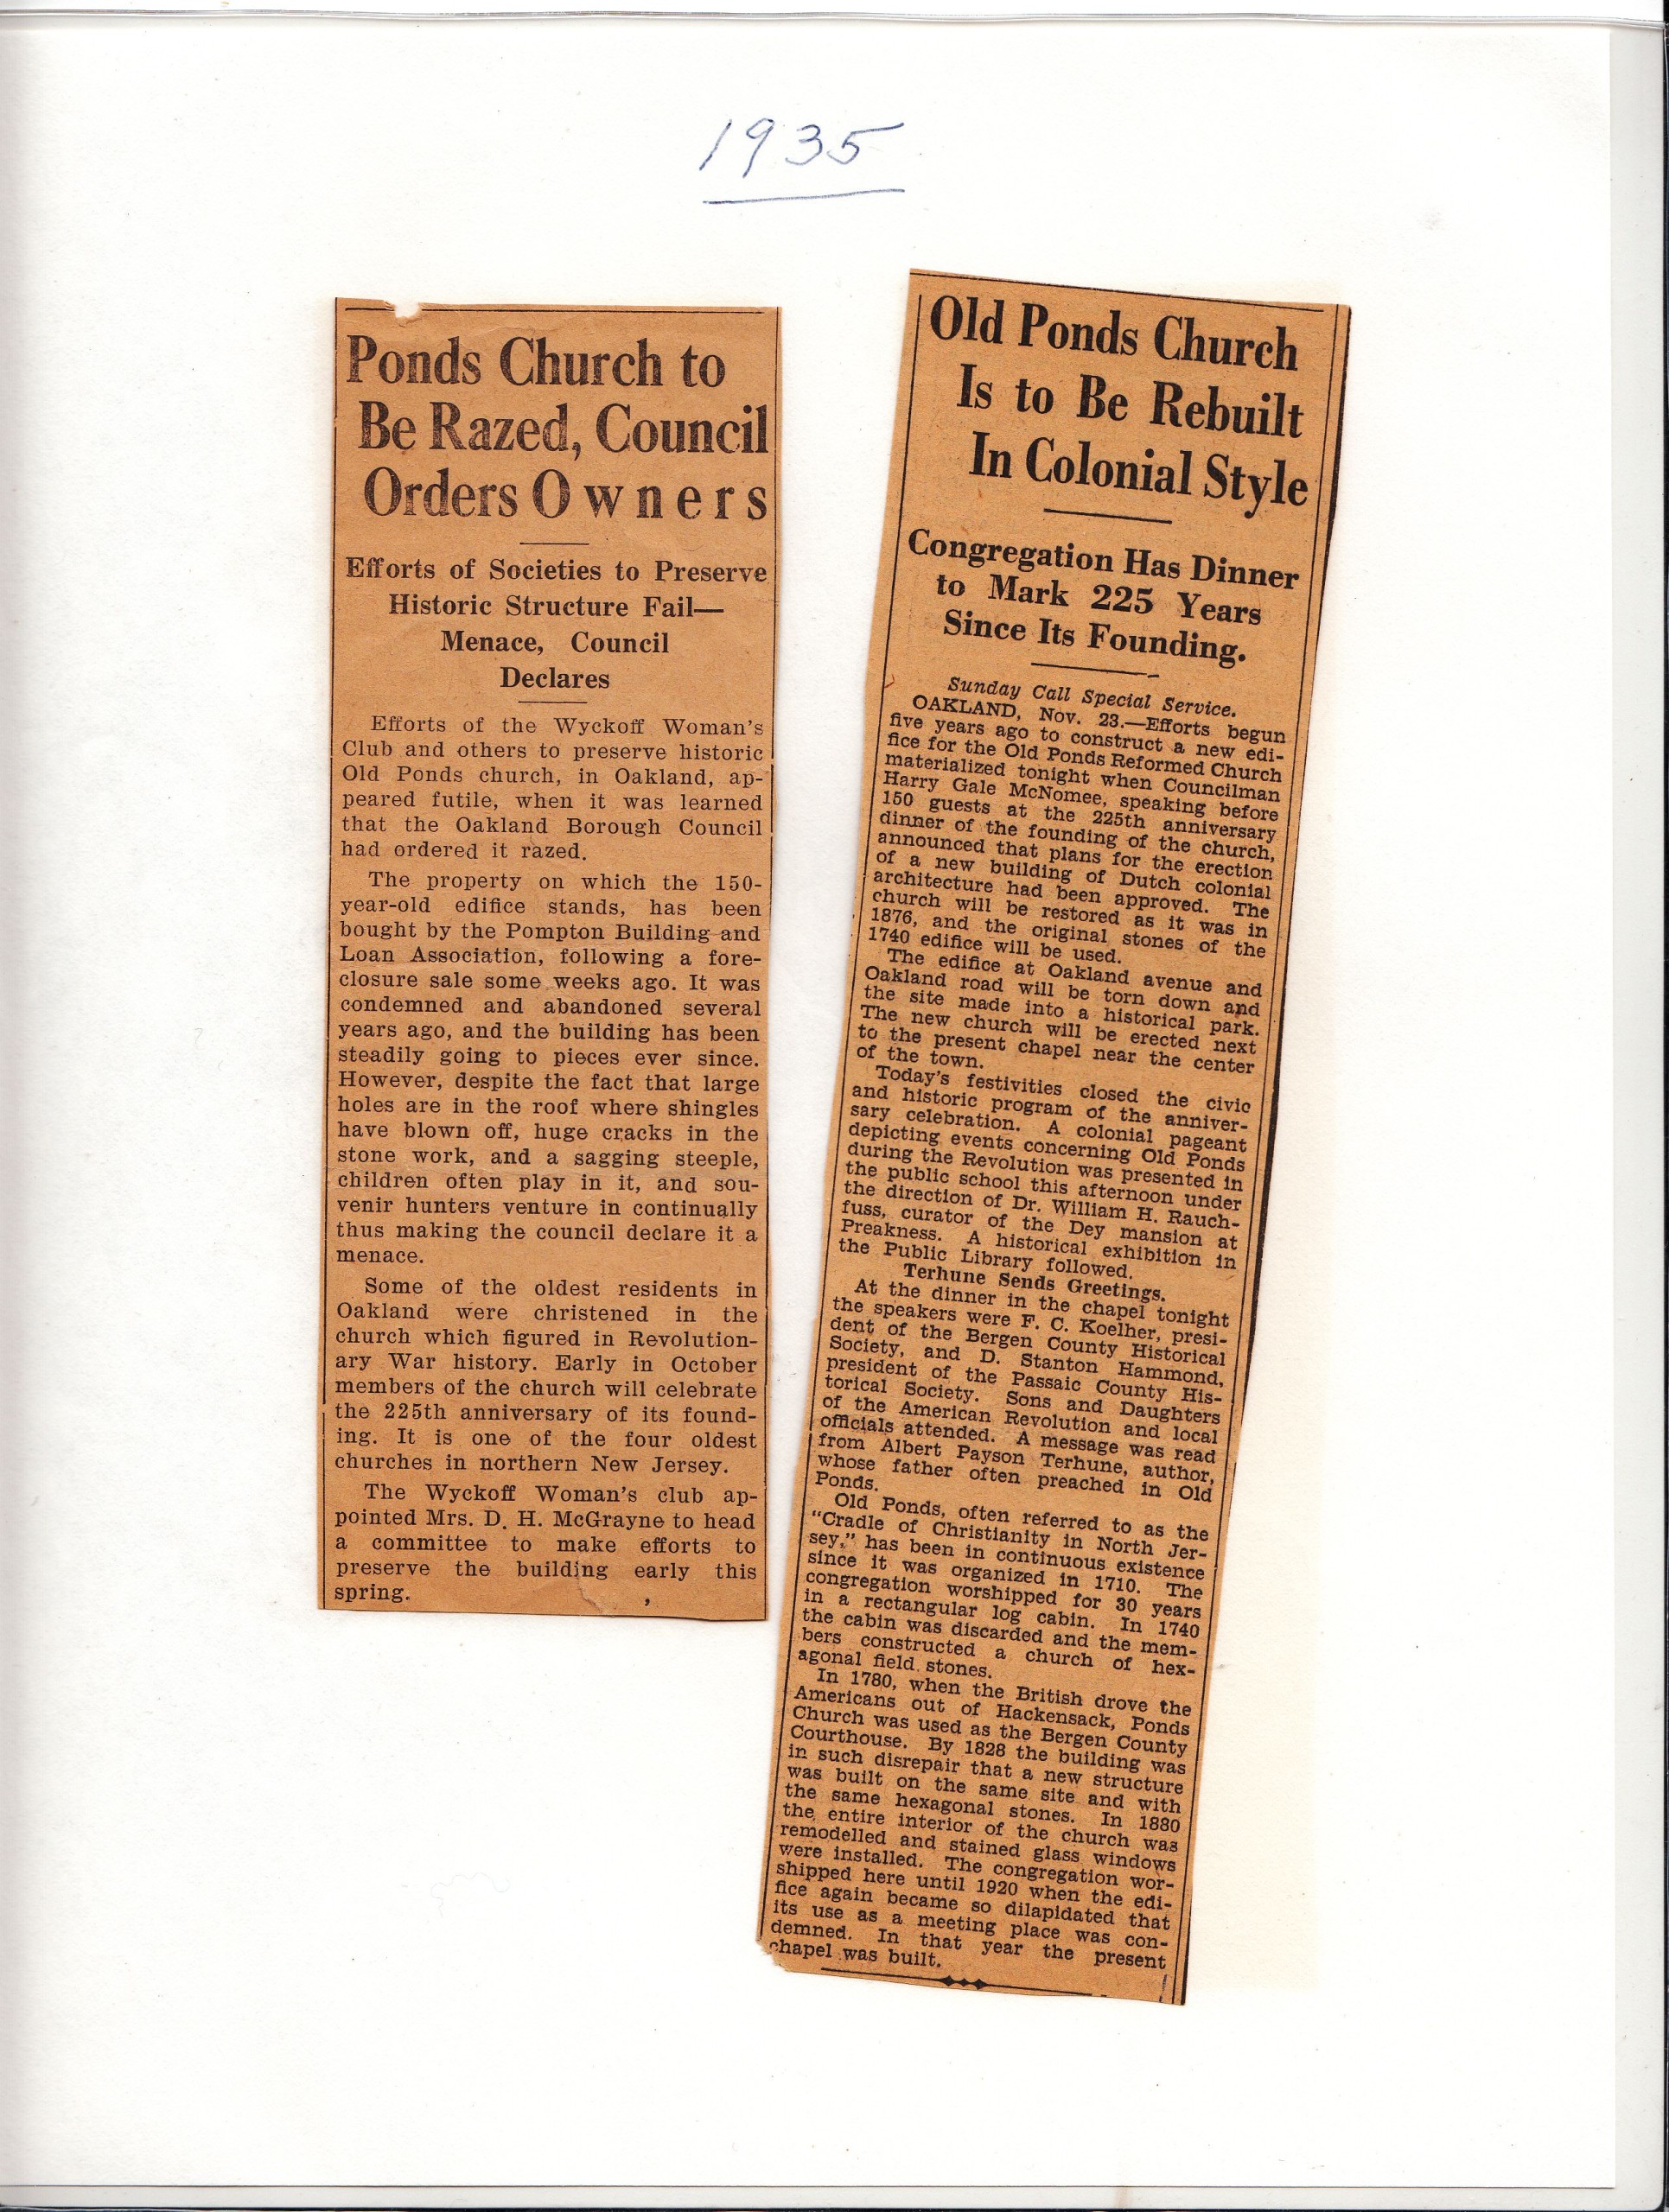 1935
Ponds Church to
Be Razed, Council
Orders Owners
Efforts of Societies to Preserve
Historic Structure Fail—
Menace, Council
Declares
Efforts of the Wyckoff Woman's
Club and others to preserve historic
Old Ponds church, in Oakland, ap-
peared futile, when it was learned
that the Oakland Borough Council
had ordered it razed.
The property on which the 150-
year-old edifice stands, has been
bought by the Pompton Building and
Loan Association, following a fore-
closure sale some weeks ago. It was
condemned and abandoned several
years ago, and the building has been
steadily going to pieces ever since.
However, despite the fact that large
holes are in the roof where shingles
have blown off, huge cracks in the
stone work, and a sagging steeple,
children often play in it, and sou-
venir hunters venture in continually
thus making the council declare it a
menace.
Some of the oldest residents in
Oakland were christened in the
church which figured in Revolution-
ary War history. Early in October
members of the church will celebrate
the 225th anniversary of its found-
ing. It is one of the four oldest
churches in northern New Jersey.
The Wyckoff Woman's club ap-
pointed Mrs. D. H. McGrayne to head
a committee to make efforts to
preserve the building early this
spring.
Old Ponds Church
Is to Be Rebuilt
In Colonial Style
Congregation Has Dinner
to Mark 225 Years
Since Its Founding.
Sunday Call Special Service.
OAKLAND, Nov. 23.—Efforts begun
five years ago to construct a new edi-
fice for the Old Ponds Reformed Church
materialized tonight when Councilman
Harry Gale McNomee, speaking before
150 guests at the 225th anniversary
dinner of the founding of the church,
announced that plans for the erection
of a new building of Dutch colonial
architecture had been approved. The
church will be restored as it was in
1876, and the original stones of the
1740 edifice will be used.
The edifice at Oakland avenue and
Oakland road will be torn down and
the site made into a historical park.
The new church will be erected next
to the present chapel near the center
of the town.
Today's festivities closed the civic
and historic program of the anniver-
sary celebration. A colonial pageant
depicting events concerning Old Ponds
during the Revolution was presented in
the public school this afternoon under
the direction of Dr. William H. Rauch-
fuss, curator of the Dey mansion at
Preakness. A historical exhibition in
the Public Library followed.
Terhune Sends Greetings.
At the dinner in the chapel tonight
the speakers were F. C. Koelher, presi-
dent of the Bergen County Historical
Society, and D. Stanton Hammond,
president of the Passaic County His-
torical Society. Sons and Daughters
of the American Revolution and local
officials attended. A message was read
from Albert Payson Terhune, author,
whose father often preached in Old
Ponds.
Old Ponds, often referred to as the
"Cradle of Christianity in North Jer-
sey," has been in continuous existence
since it was organized in 1710. The
congregation worshipped for 30 years
in a rectangular log cabin. In 1740
the cabin was discarded and the mem-
bers constructed a church of hex-
agonal field stones.
In 1780, when the British drove the
Americans out of Hackensack, Ponds
Church was used as the Bergen County
Courthouse. By 1828 the building was
in such disrepair that a new structure
was built on the same site and with
the same hexagonal stones. In 1880
the entire interior of the church was
remodelled and stained glass windows
were installed. The congregation wor-
shipped here until 1920 when the edi-
fice again became so dilapidated that
its use as a meeting place was con-
demned. In that year the present
chapel was built.